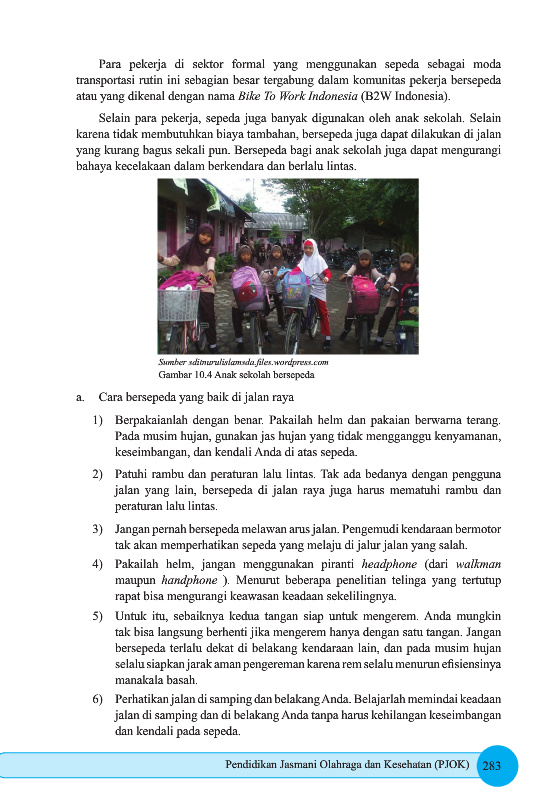 Para pekerja di sektor formal yang menggunakan sepeda sebagai moda
transportasi rutin ini sebagian besar tergabung dalam komunitas pekerja bersepeda
atau yang dikenal dengan nama Bike To Work Indonesia (B2W Indonesia).
Selain para pekerja, sepeda juga banyak digunakan oleh anak sekolah. Selain
karena tidak membutuhkan biaya tambahan, bersepeda juga dapat dilakukan di jalan
yang kurang bagus sekali pun. Bersepeda bagi anak sekolah juga dapat mengurangi
bahaya kecelakaan dalam berkendara dan berlalu lintas.
Sumber sditnurulislamsda.files.wordpress.com
Gambar 10.4 Anak sekolah bersepeda
a. Cara bersepeda yang baik di jalan raya
1) Berpakaianlah dengan benar. Pakailah helm dan pakaian berwarna terang.
Pada musim hujan, gunakan jas hujan yang tidak mengganggu kenyamanan,
keseimbangan, dan kendali Anda di atas sepeda.
2) Patuhi rambu dan peraturan lalu lintas. Tak ada bedanya dengan pengguna
jalan yang lain, bersepeda di jalan raya juga harus mematuhi rambu dan
peraturan lalu lintas.
3) Jangan pernah bersepeda melawan arus jalan. Pengemudi kendaraan bermotor
tak akan memperhatikan sepeda yang melaju di jalur jalan yang salah.
4) Pakailah helm, jangan menggunakan piranti headphone (dari walkman
maupun handphone ). Menurut beberapa penelitian telinga yang tertutup
rapat bisa mengurangi keawasan keadaan sekelilingnya.
5) Untuk itu, sebaiknya kedua tangan siap untuk mengerem. Anda mungkin
tak bisa langsung berhenti jika mengerem hanya dengan satu tangan. Jangan
bersepeda terlalu dekat di belakang kendaraan lain, dan pada musim hujan
selalu siapkan jarak aman pengereman karena rem selalu menurun efisiensinya
manakala basah.
6) Perhatikan jalan di samping dan belakang Anda. Belajarlah memindai keadaan
jalan di samping dan di belakang Anda tanpa harus kehilangan keseimbangan
dan kendali pada sepeda.
Pendidikan Jasmani Olahraga dan Kesehatan (PJOK) 283